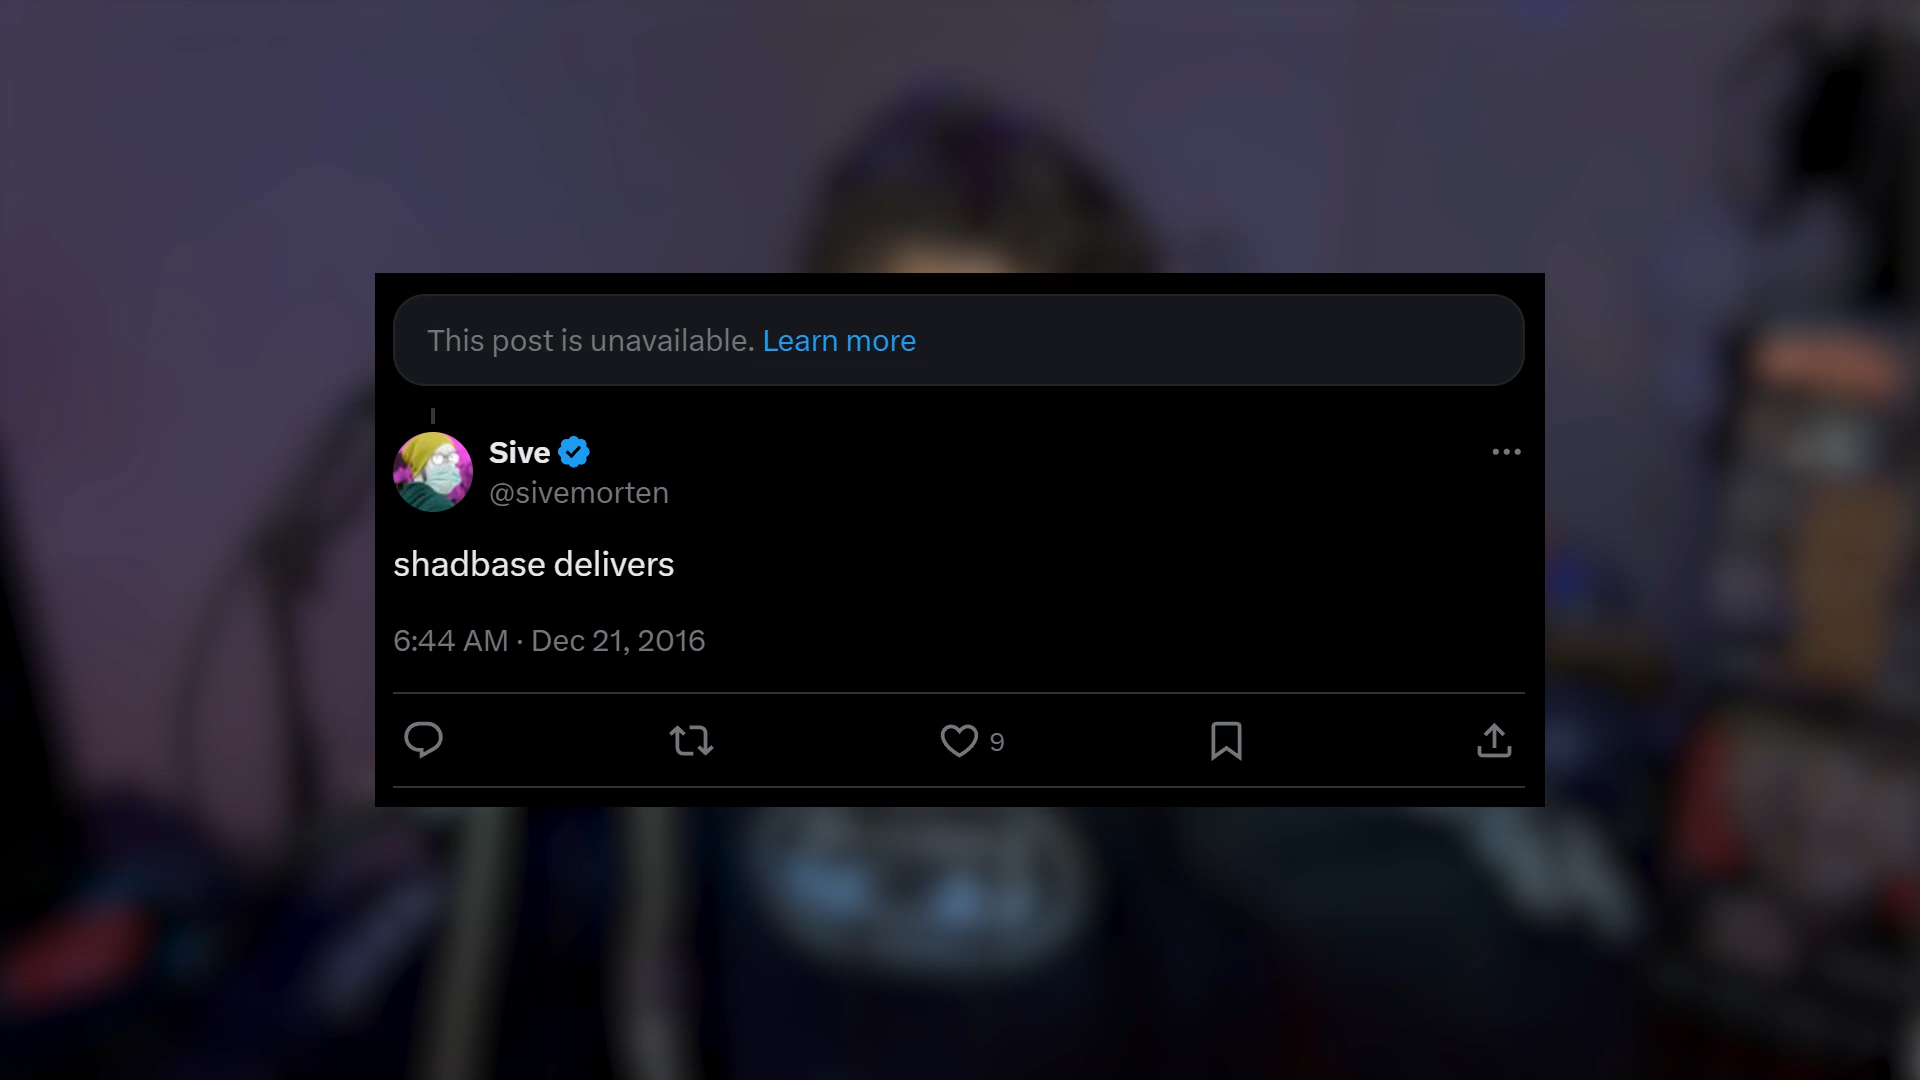 This post is unavailable. Learn more
Sive
@sivemorten
shadbase delivers
6:44 AM · Dec 21, 2016
9